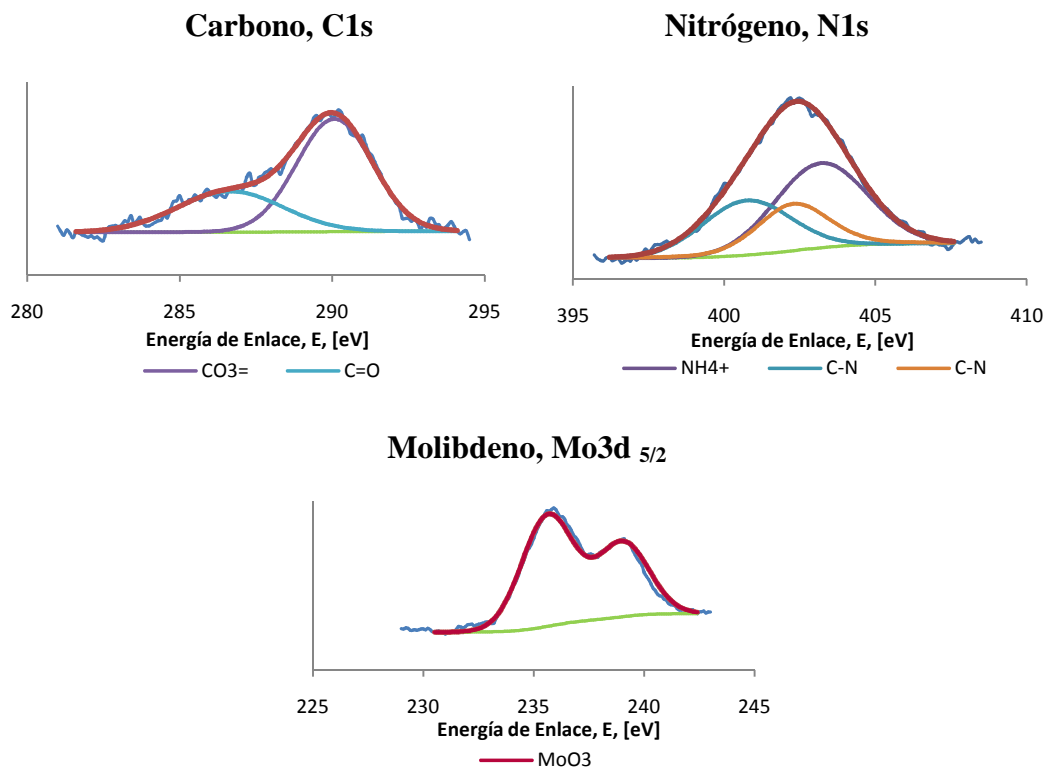 Carbono, C1s
280 285 290 295
Energía de Enlace, E, [eV]
CO3= C=O
Nitrógeno, N1s
395 400 405 410
Energía de Enlace, E, [eV]
NH4+ C-N C-N
Molibdeno, Mo3d 5/2
225 230 235 240 245
Energía de Enlace, E, [eV]
MoO3